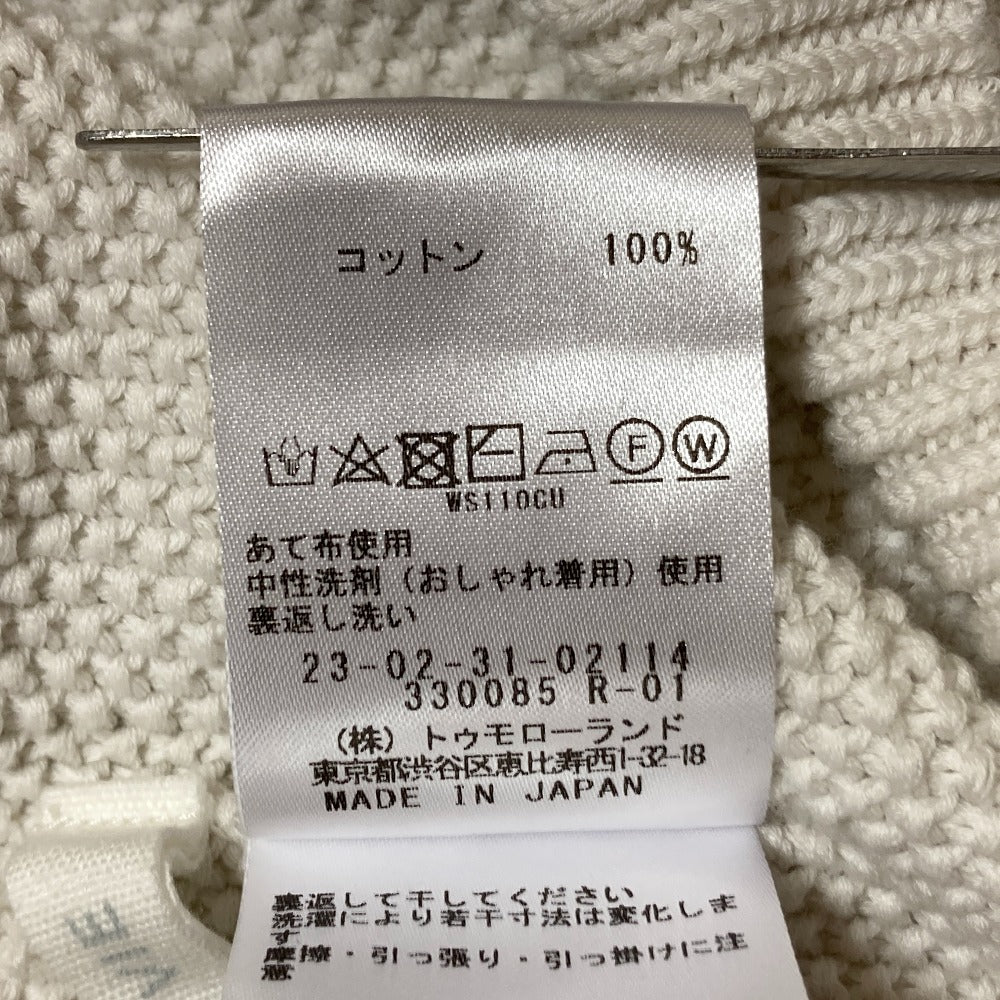 コットン 100%
F W
WS110CU
あて布使用
中性洗剤（おしゃれ着用）使用
裏返し洗い
23-02-31-02114
330085 R-01
（株）トゥモローランド
東京都渋谷区恵比寿西1-32-18
MADE IN JAPAN
裏返して干してください
洗濯により若干寸法は変化しま
す
摩擦・引っ張り・引っ掛けに注
意